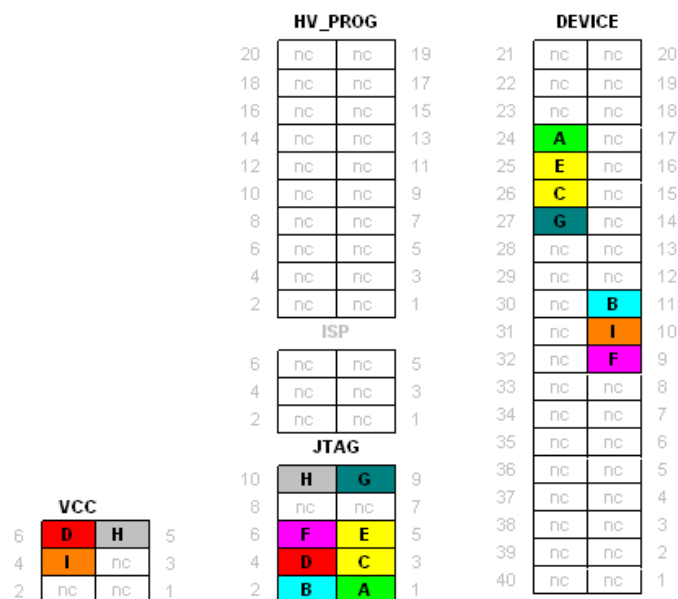 HV_PROG DEVICE
20 nc nc 19 21 nc nc 20
18 nc nc 17 22 nc nc 19
16 nc nc 15 23 nc nc 18
14 nc nc 13 24 A nc 17
12 nc nc 11 25 E nc 16
10 nc nc 9 26 C nc 15
8 nc nc 7 27 G nc 14
6 nc nc 5 28 nc nc 13
4 nc nc 3 29 nc nc 12
2 nc nc 1 30 nc B 11
ISP 31 nc I 10
6 nc nc 5 32 nc F 9
4 nc nc 3 33 nc nc 8
2 nc nc 1 34 nc nc 7
JTAG 35 nc nc 6
10 H G 9 36 nc nc 5
VCC 8 nc nc 7 37 nc nc 4
6 D H 5 6 F E 5 38 nc nc 3
4 I nc 3 4 D C 3 39 nc nc 2
2 nc nc 1 2 B A 1 40 nc nc 1